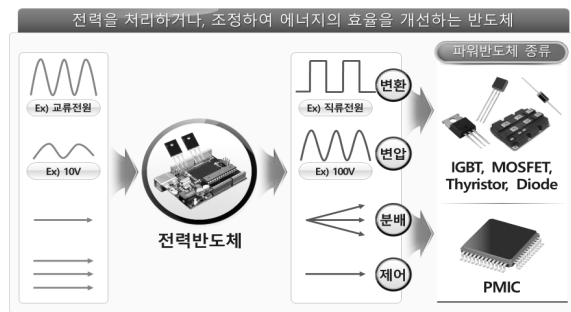 전력을 처리하거나, 조정하여 에너지의 효율을 개선하는 반도체
Ex) 교류전원
Ex) 10V
전력반도체
Ex) 직류전원
Ex) 100V
변환
변압
분배
제어
파워반도체 종류
IGBT, MOSFET,
Thyristor, Diode
PMIC